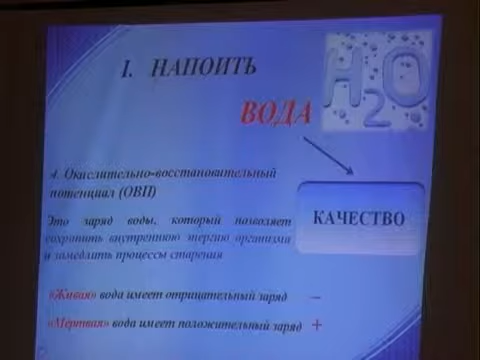 I. НАПОИТЬ
H2O
ВОДА
4. Окислительно-восстановительный
потенциал (ОВП)
КАЧЕСТВО
Это заряд воды, который позволяет
сохранить внутреннюю энергию организма
и замедлить процессы старения
«Живая» вода имеет отрицательный заряд –
«Мертвая» вода имеет положительный заряд +